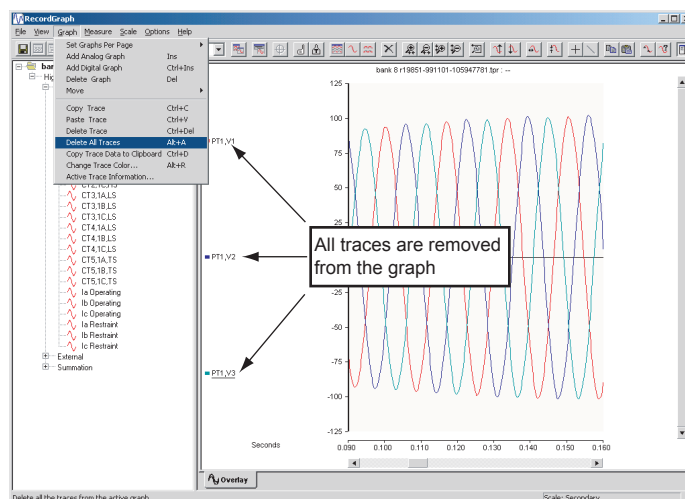 RecordGraph
File View Graph Measure Scale Options Help
Set Graphs Per Page
Add Analog Graph Ins
Add Digital Graph Ctrl+Ins
Delete Graph Del
Move
Copy Trace Ctrl+C
Paste Trace Ctrl+V
Delete Trace Ctrl+Del
Delete All Traces Alt+A
Copy Trace Data to Clipboard Ctrl+D
Change Trace Color... Alt+R
Active Trace Information...
CT3,1A,LS
CT3,1B,LS
CT3,1C,LS
CT4,1A,LS
CT4,1B,LS
CT4,1C,LS
CT5,1A,TS
CT5,1B,TS
CT5,1C,TS
Ia Operating
Ib Operating
Ic Operating
Ia Restraint
Ib Restraint
Ic Restraint
External
Summation
bank 8 r19851-991101-105947781.tpr : --
PT1,V1
PT1,V2
PT1,V3
All traces are removed
from the graph
125
100
75
50
25
-25
-50
-75
-100
-125
Seconds
0.090 0.100 0.110 0.120 0.130 0.140 0.150 0.160
Overlay
Delete all the traces from the active graph
Scale: Secondary